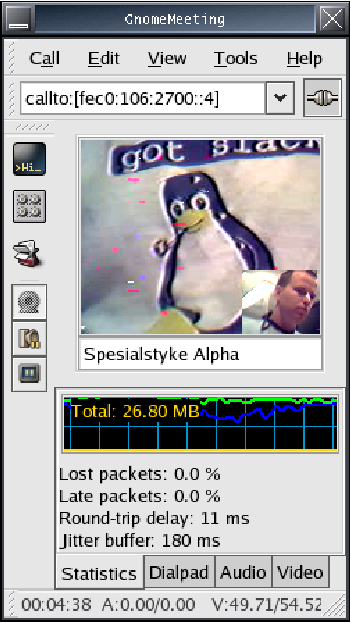 GnomeMeeting
Call Edit View Tools Help
callto:[fec0:106:2700::4]
got slack
>Hi_
Spesialstyke Alpha
Total: 26.80 MB
Lost packets: 0.0 %
Late packets: 0.0 %
Round-trip delay: 11 ms
Jitter buffer: 180 ms
Statistics Dialpad Audio Video
00:04:38 A:0.00/0.00 V:49.71/54.52